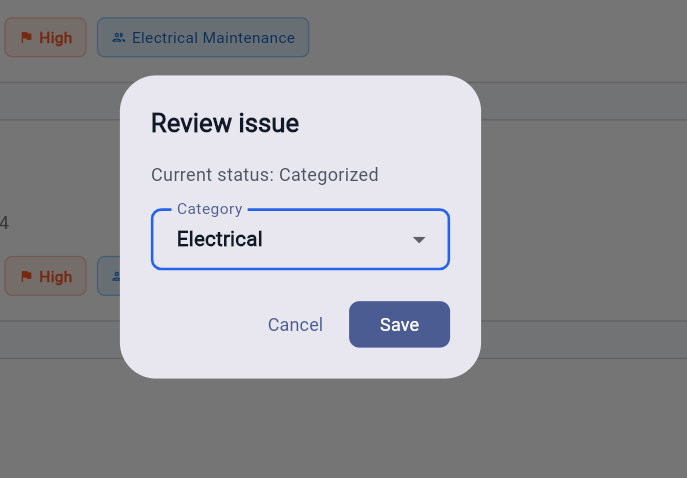 High
Electrical Maintenance
Review issue
Current status: Categorized
4
Category
Electrical
High
Cancel
Save